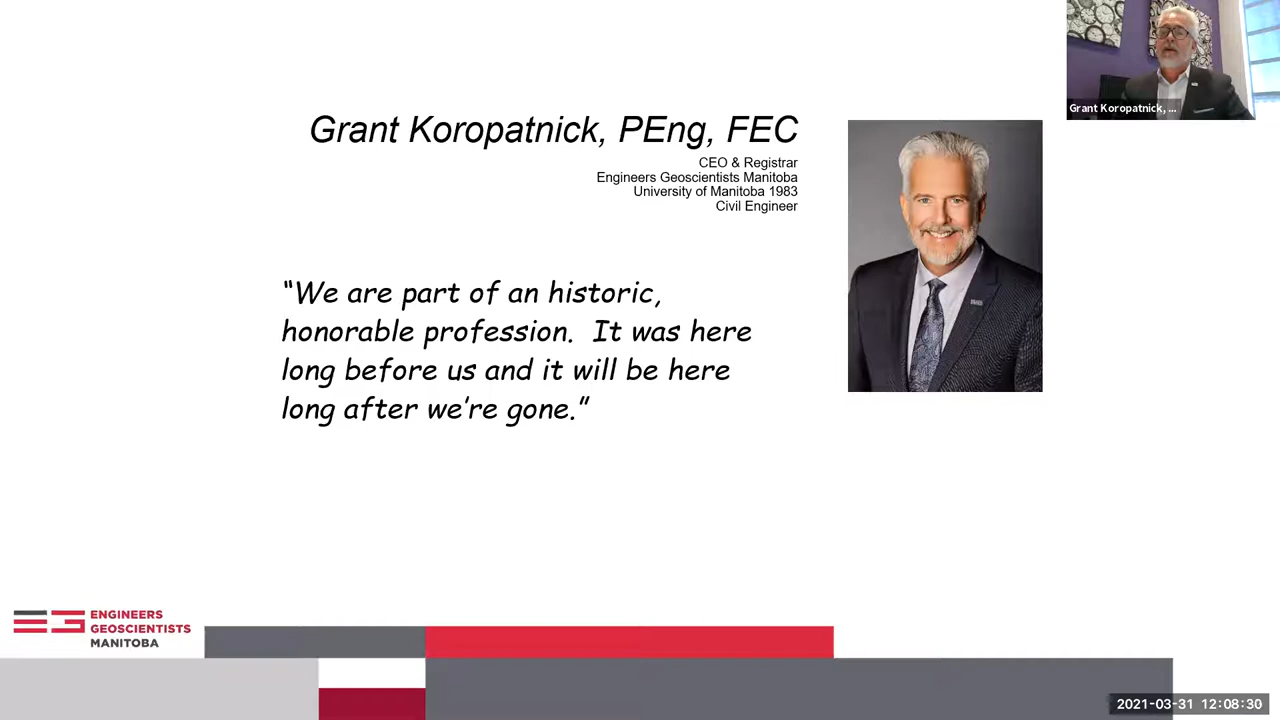 Grant Koropatnick, ...
Grant Koropatnick, PEng, FEC
CEO & Registrar
Engineers Geoscientists Manitoba
University of Manitoba 1983
Civil Engineer
“We are part of an historic,
honorable profession.  It was here
long before us and it will be here
long after we’re gone.”
ENGINEERS
GEOSCIENTISTS
MANITOBA
2021-03-31 12:08:30